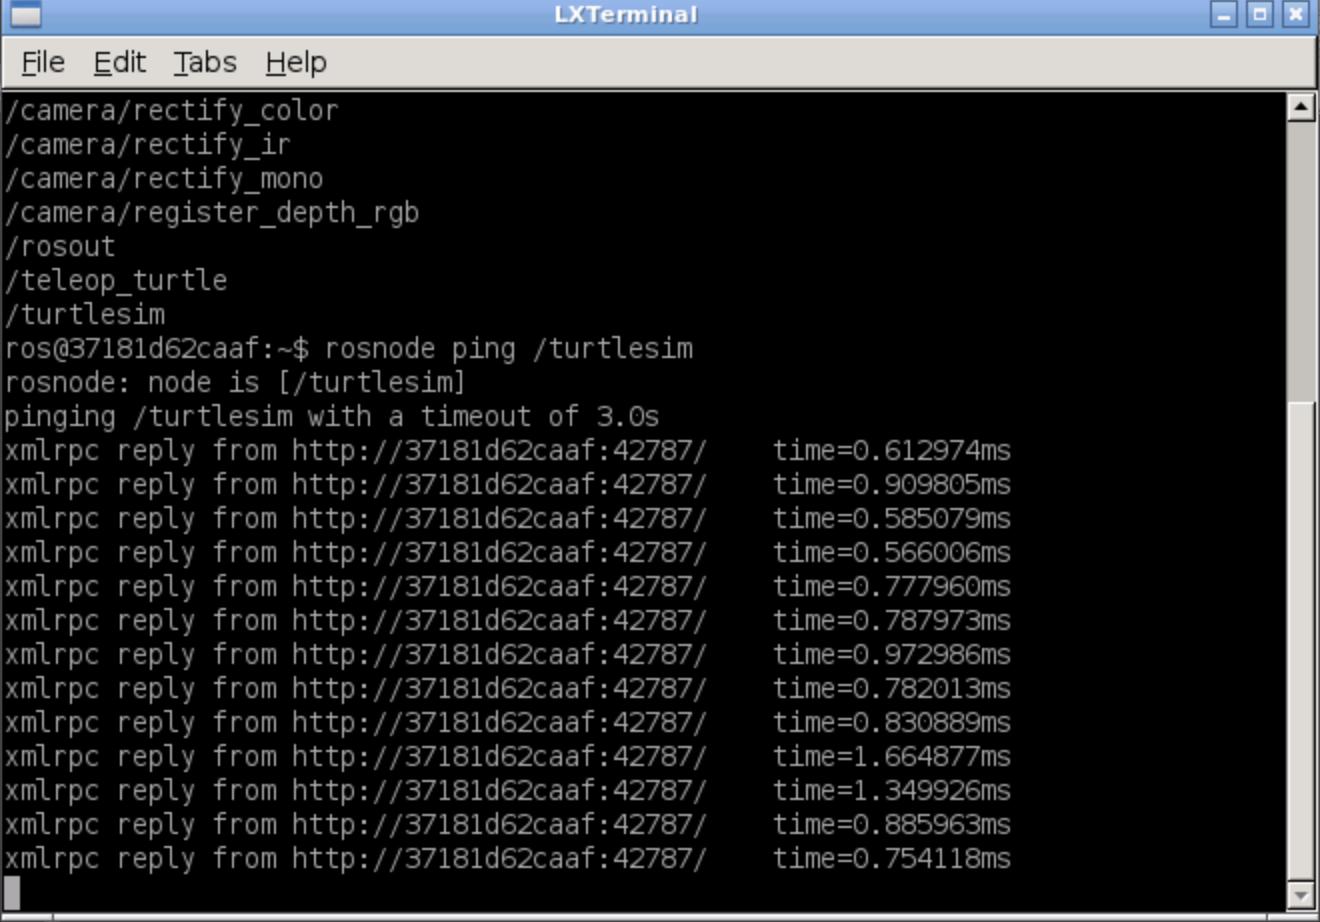 LXTerminal
File Edit Tabs Help
/camera/rectify_color
/camera/rectify_ir
/camera/rectify_mono
/camera/register_depth_rgb
/rosout
/teleop_turtle
/turtlesim
ros@37181d62caaf:~$ rosnode ping /turtlesim
rosnode: node is [/turtlesim]
pinging /turtlesim with a timeout of 3.0s
xmlrpc reply from http://37181d62caaf:42787/    time=0.612974ms
xmlrpc reply from http://37181d62caaf:42787/    time=0.909805ms
xmlrpc reply from http://37181d62caaf:42787/    time=0.585079ms
xmlrpc reply from http://37181d62caaf:42787/    time=0.566006ms
xmlrpc reply from http://37181d62caaf:42787/    time=0.777960ms
xmlrpc reply from http://37181d62caaf:42787/    time=0.787973ms
xmlrpc reply from http://37181d62caaf:42787/    time=0.972986ms
xmlrpc reply from http://37181d62caaf:42787/    time=0.782013ms
xmlrpc reply from http://37181d62caaf:42787/    time=0.830889ms
xmlrpc reply from http://37181d62caaf:42787/    time=1.664877ms
xmlrpc reply from http://37181d62caaf:42787/    time=1.349926ms
xmlrpc reply from http://37181d62caaf:42787/    time=0.885963ms
xmlrpc reply from http://37181d62caaf:42787/    time=0.754118ms